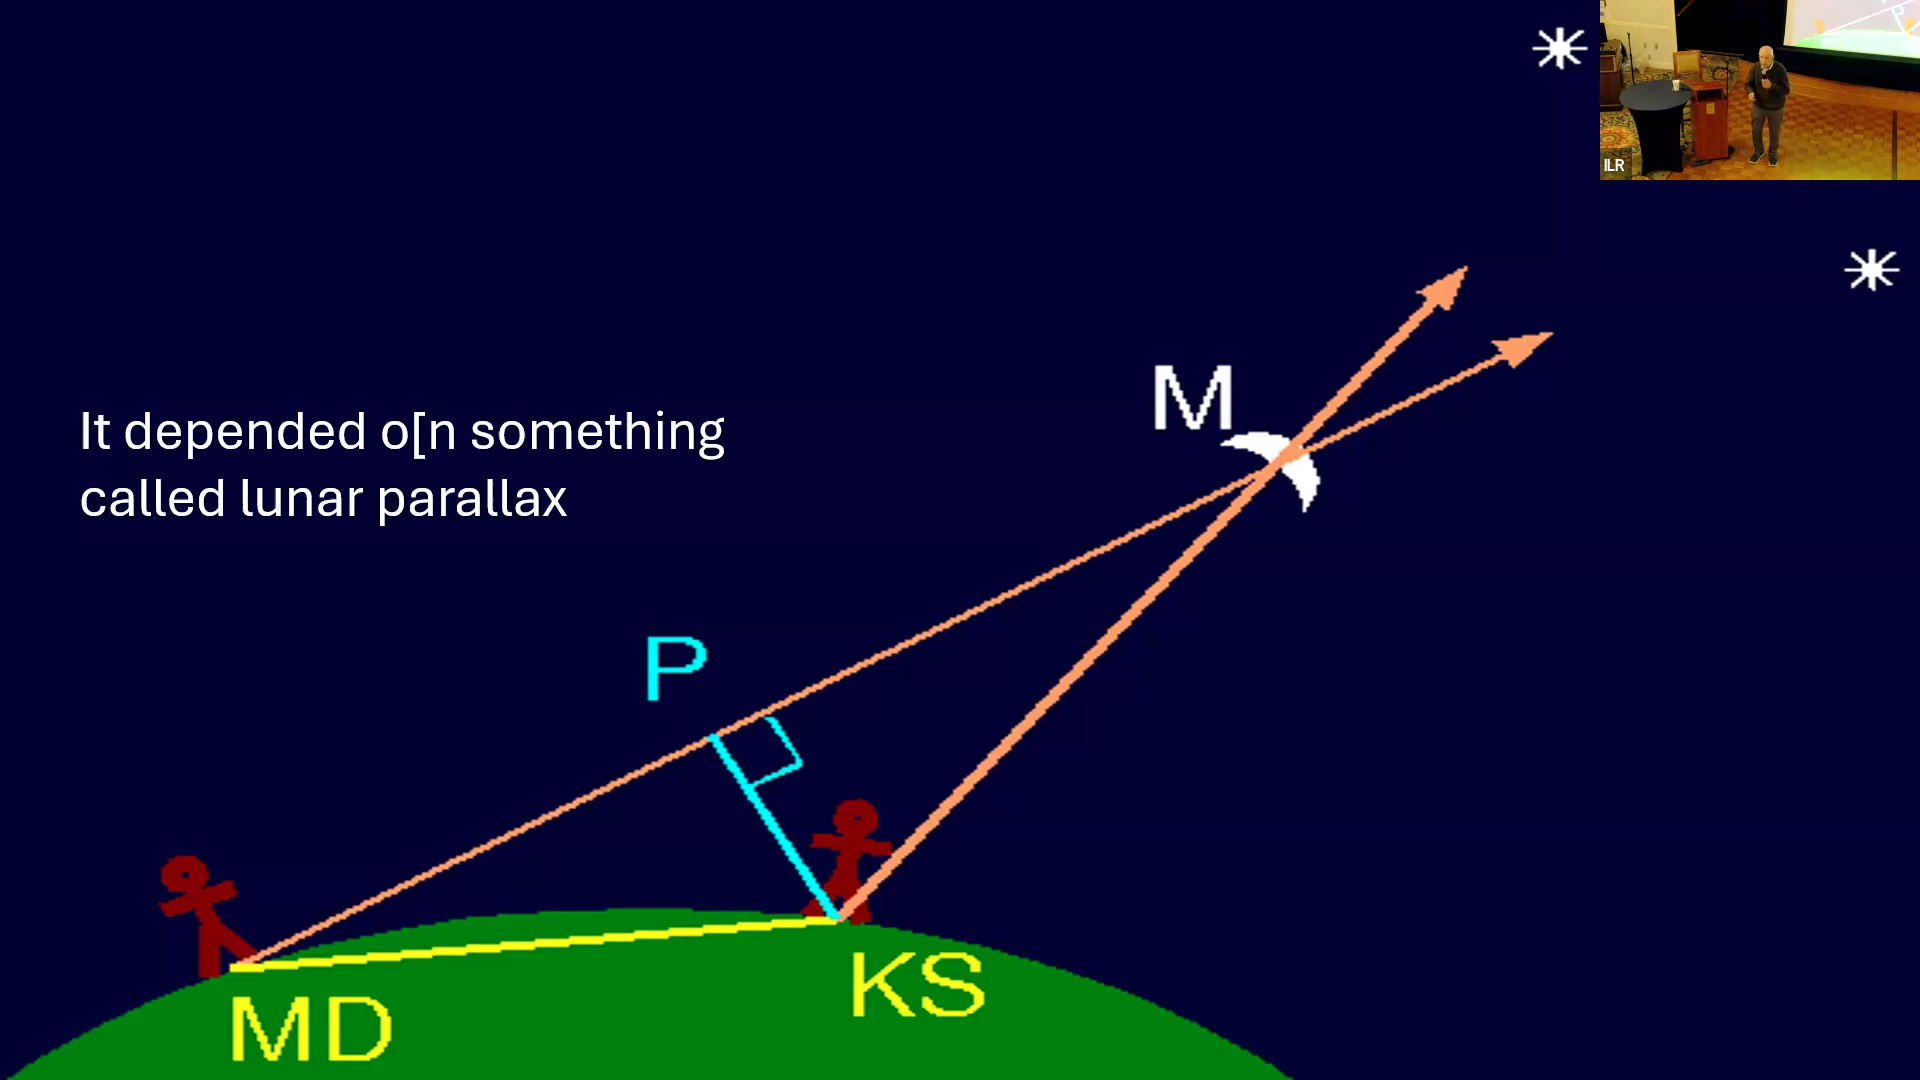 ILR
M
It depended o[n something
called lunar parallax
P
KS
MD